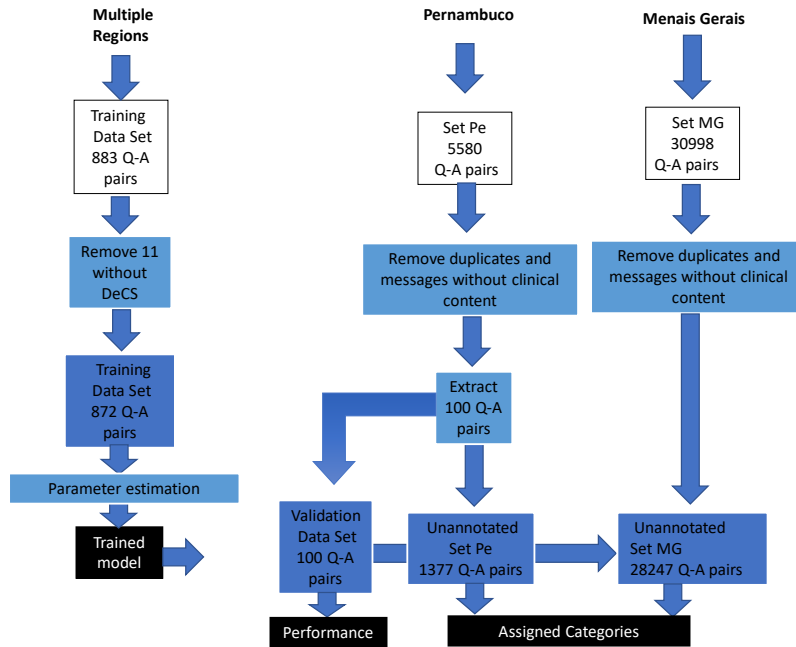 Multiple
Regions
Training
Data Set
883 Q-A
pairs
Remove 11
without
DeCS
Training
Data Set
872 Q-A
pairs
Parameter estimation
Trained
model
Pernambuco
Set Pe
5580
Q-A pairs
Remove duplicates and
messages without clinical
content
Extract
100 Q-A
pairs
Validation
Data Set
100 Q-A
pairs
Performance
Unannotated
Set Pe
1377 Q-A pairs
Menais Gerais
Set MG
30998
Q-A pairs
Remove duplicates and
messages without clinical
content
Unannotated
Set MG
28247 Q-A pairs
Assigned Categories